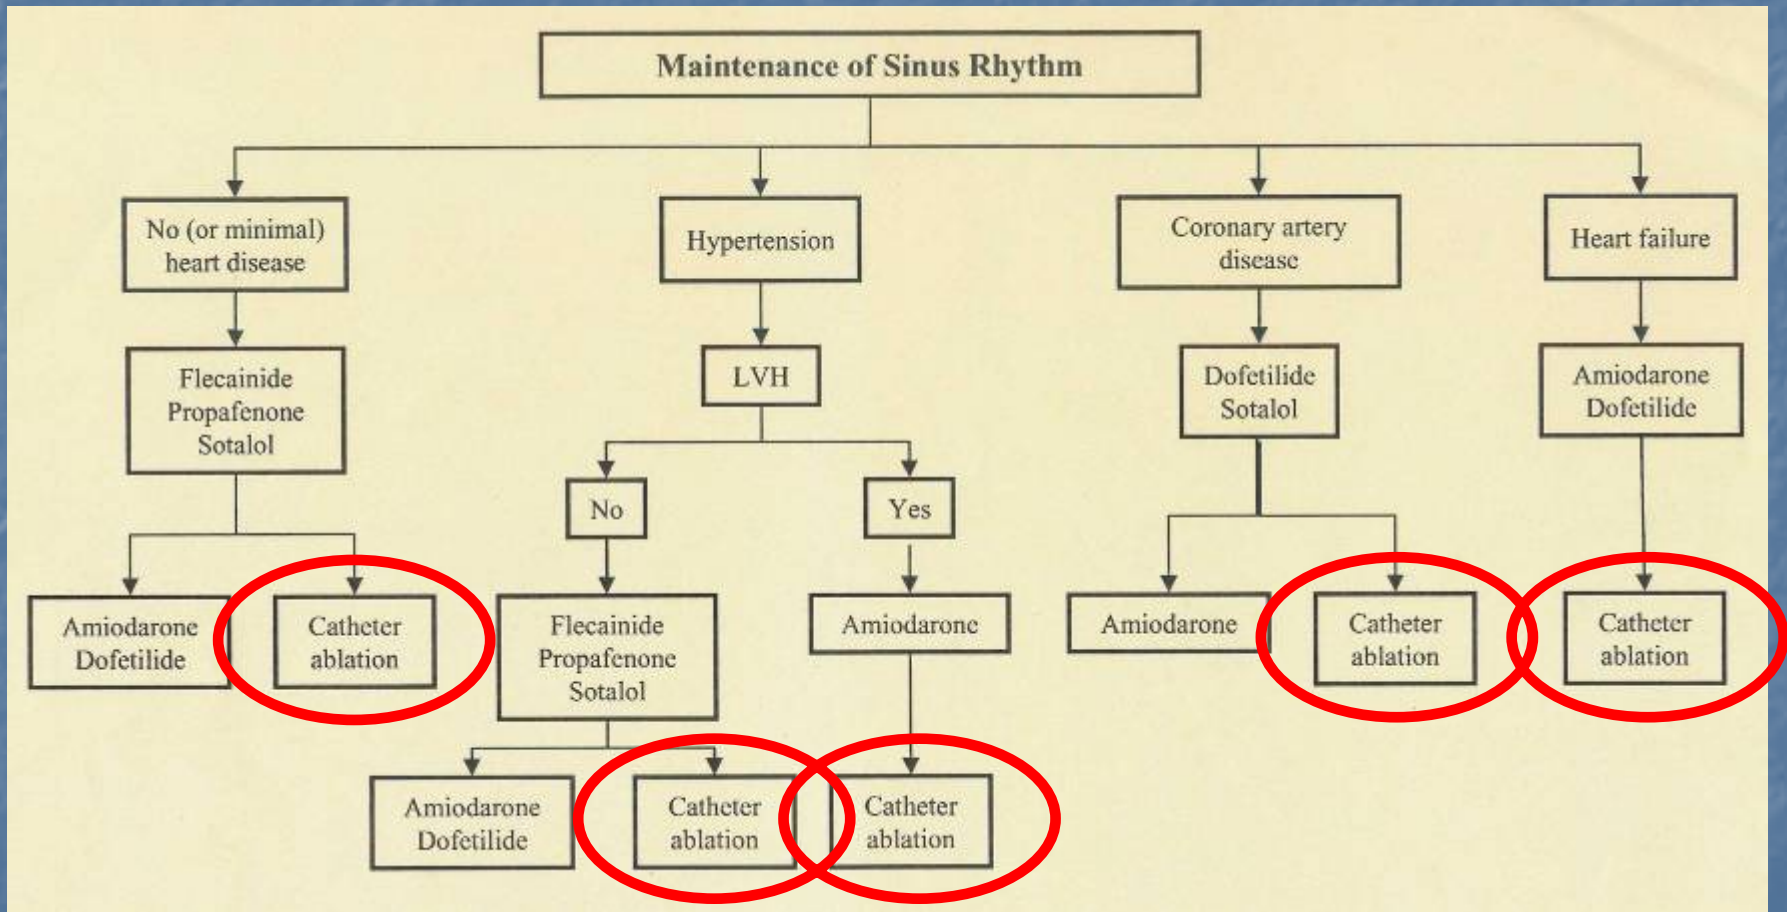 Maintenance of Sinus Rhythm
No (or minimal)
heart disease
Hypertension
Coronary artery
disease
Heart failure
Flecainide
Propafenone
Sotalol
LVH
Dofetilide
Sotalol
Amiodarone
Dofetilide
No
Yes
Amiodarone
Dofetilide
Catheter
ablation
Flecainide
Propafenone
Sotalol
Amiodarone
Amiodarone
Catheter
ablation
Catheter
ablation
Amiodarone
Dofetilide
Catheter
ablation
Catheter
ablation